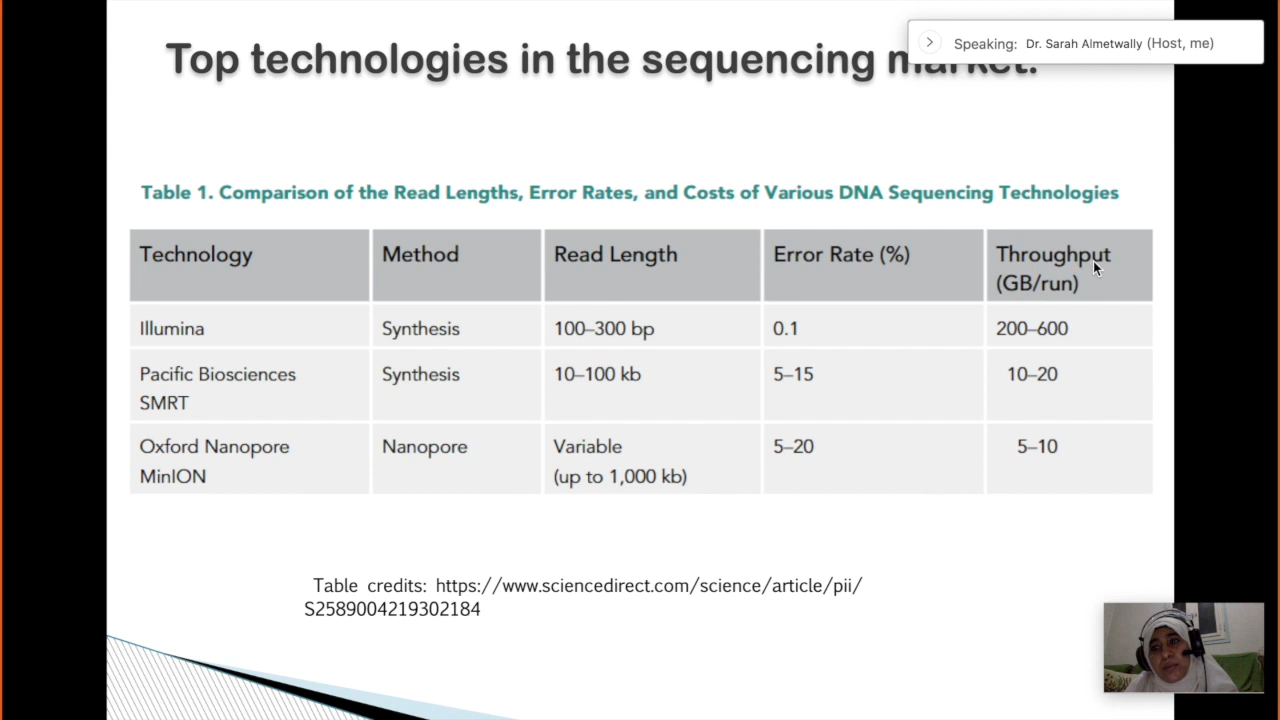 Top technologies in the sequencing market.
Speaking: Dr. Sarah Almetwally (Host, me)
Table 1. Comparison of the Read Lengths, Error Rates, and Costs of Various DNA Sequencing Technologies
Technology Method Read Length Error Rate (%) Throughput
(GB/run)
Illumina Synthesis 100–300 bp 0.1 200–600
Pacific Biosciences Synthesis 10–100 kb 5–15 10–20
SMRT
Oxford Nanopore Nanopore Variable 5–20 5–10
MinION (up to 1,000 kb)
Table credits: https://www.sciencedirect.com/science/article/pii/
S2589004219302184